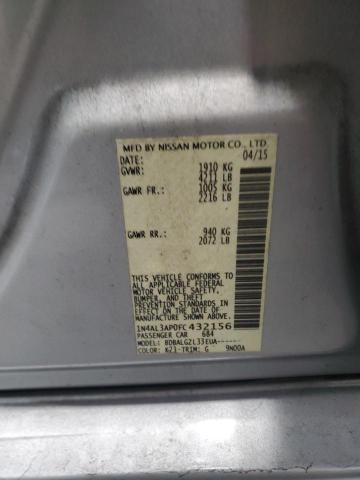 MFD BY NISSAN MOTOR CO., LTD.
DATE: 04/15
GVWR: 1910 KG
4211 LB
GAWR FR.: 1005 KG
2216 LB
GAWR RR.: 940 KG
2072 LB
THIS VEHICLE CONFORMS TO
ALL APPLICABLE FEDERAL
MOTOR VEHICLE SAFETY,
BUMPER, AND THEFT
PREVENTION STANDARDS IN
EFFECT ON THE DATE OF
MANUFACTURE SHOWN ABOVE.
1N4AL3AP0FC432156
PASSENGER CAR 684
MODEL: BDBALGZL33EUA------
COLOR: K23-TRIM: G 9N00A